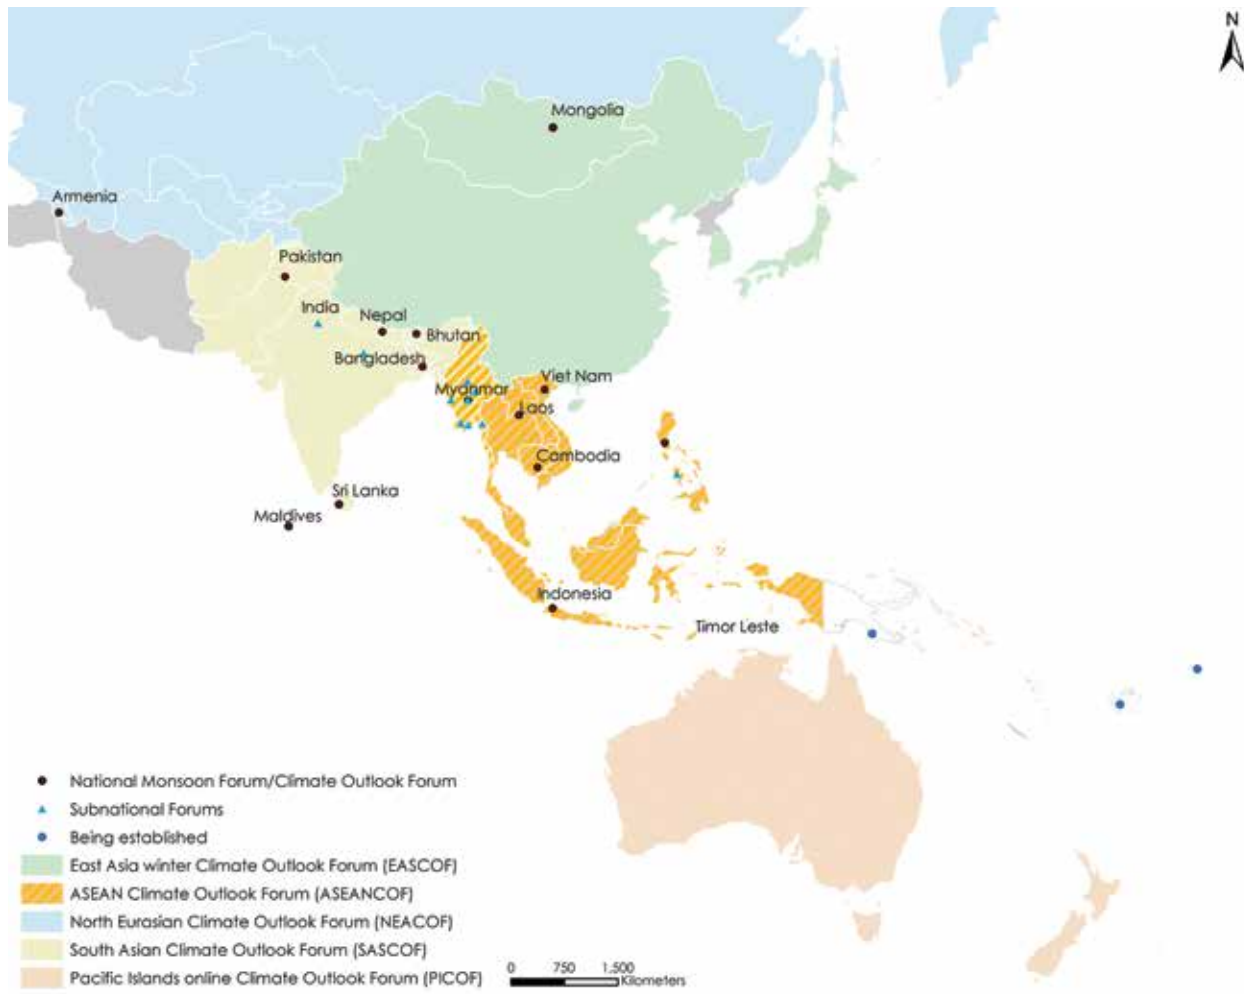 N
Mongolia
Armenia
Pakistan
India
Nepal
Bhutan
Bangladesh
Viet Nam
Myanmar
Laos
Cambodia
Sri Lanka
Maldives
Indonesia
Timor Leste
National Monsoon Forum/Climate Outlook Forum
Subnational Forums
Being established
East Asia winter Climate Outlook Forum (EASCOF)
ASEAN Climate Outlook Forum (ASEANCOF)
North Eurasian Climate Outlook Forum (NEACOF)
South Asian Climate Outlook Forum (SASCOF)
Pacific Islands online Climate Outlook Forum (PICOF)
0 750 1,500
Kilometers